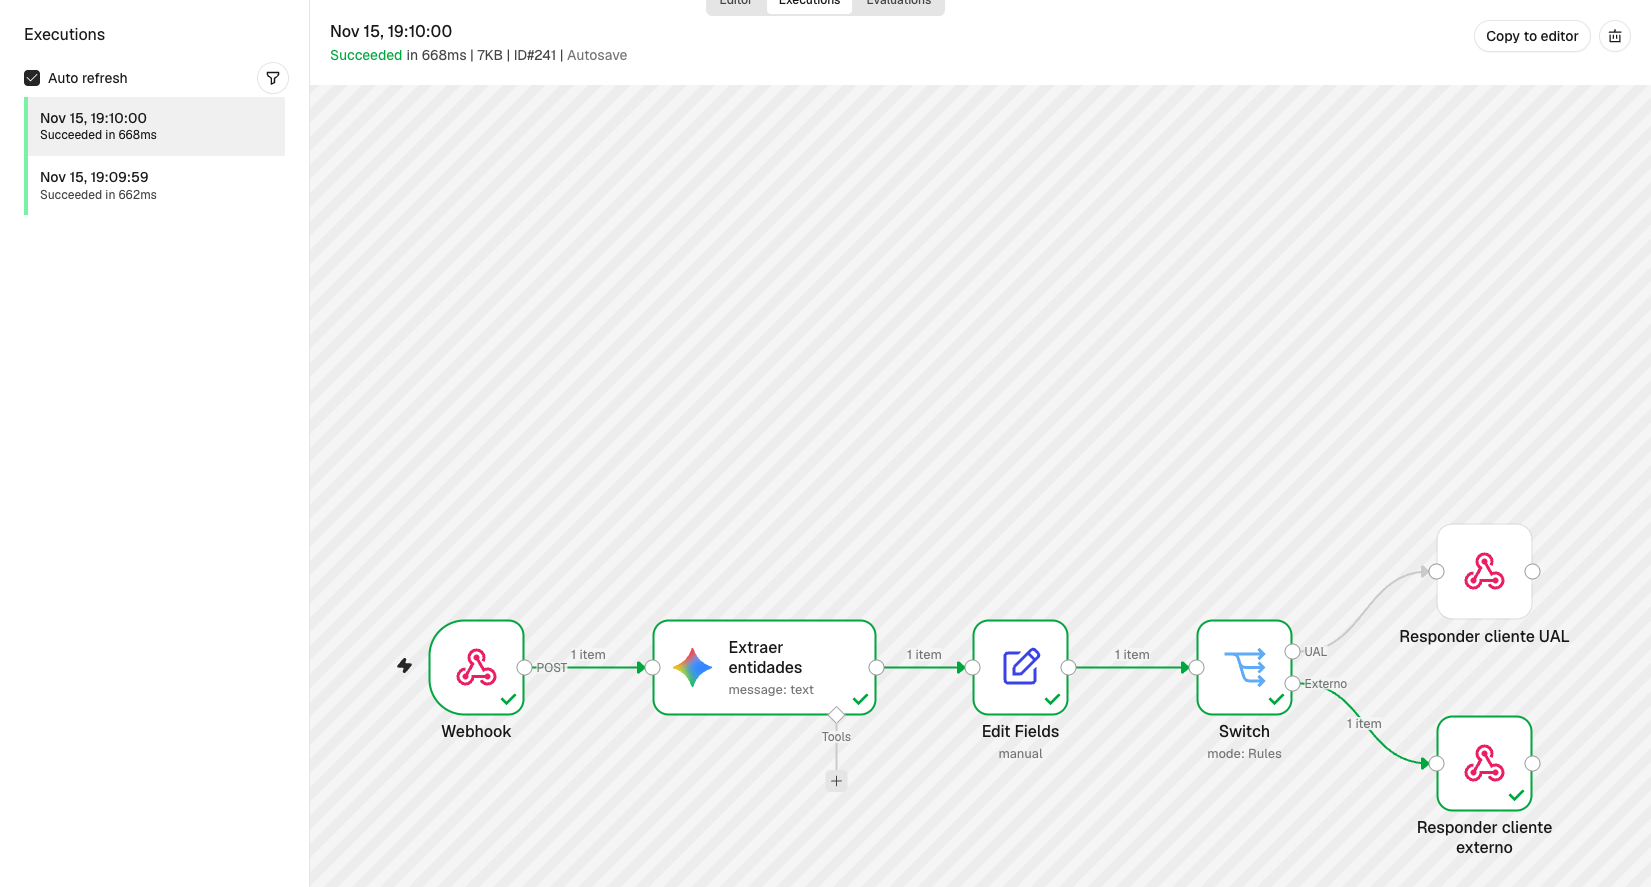 Editor Executions Evaluations
Executions
Auto refresh
Nov 15, 19:10:00
Succeeded in 668ms
Nov 15, 19:09:59
Succeeded in 662ms
Nov 15, 19:10:00
Succeeded in 668ms | 7KB | ID#241 | Autosave
Copy to editor
POST
1 item
Webhook
Extraer
entidades
message: text
Tools
1 item
Edit Fields
manual
1 item
Switch
mode: Rules
UAL
Externo
1 item
Responder cliente UAL
Responder cliente
externo